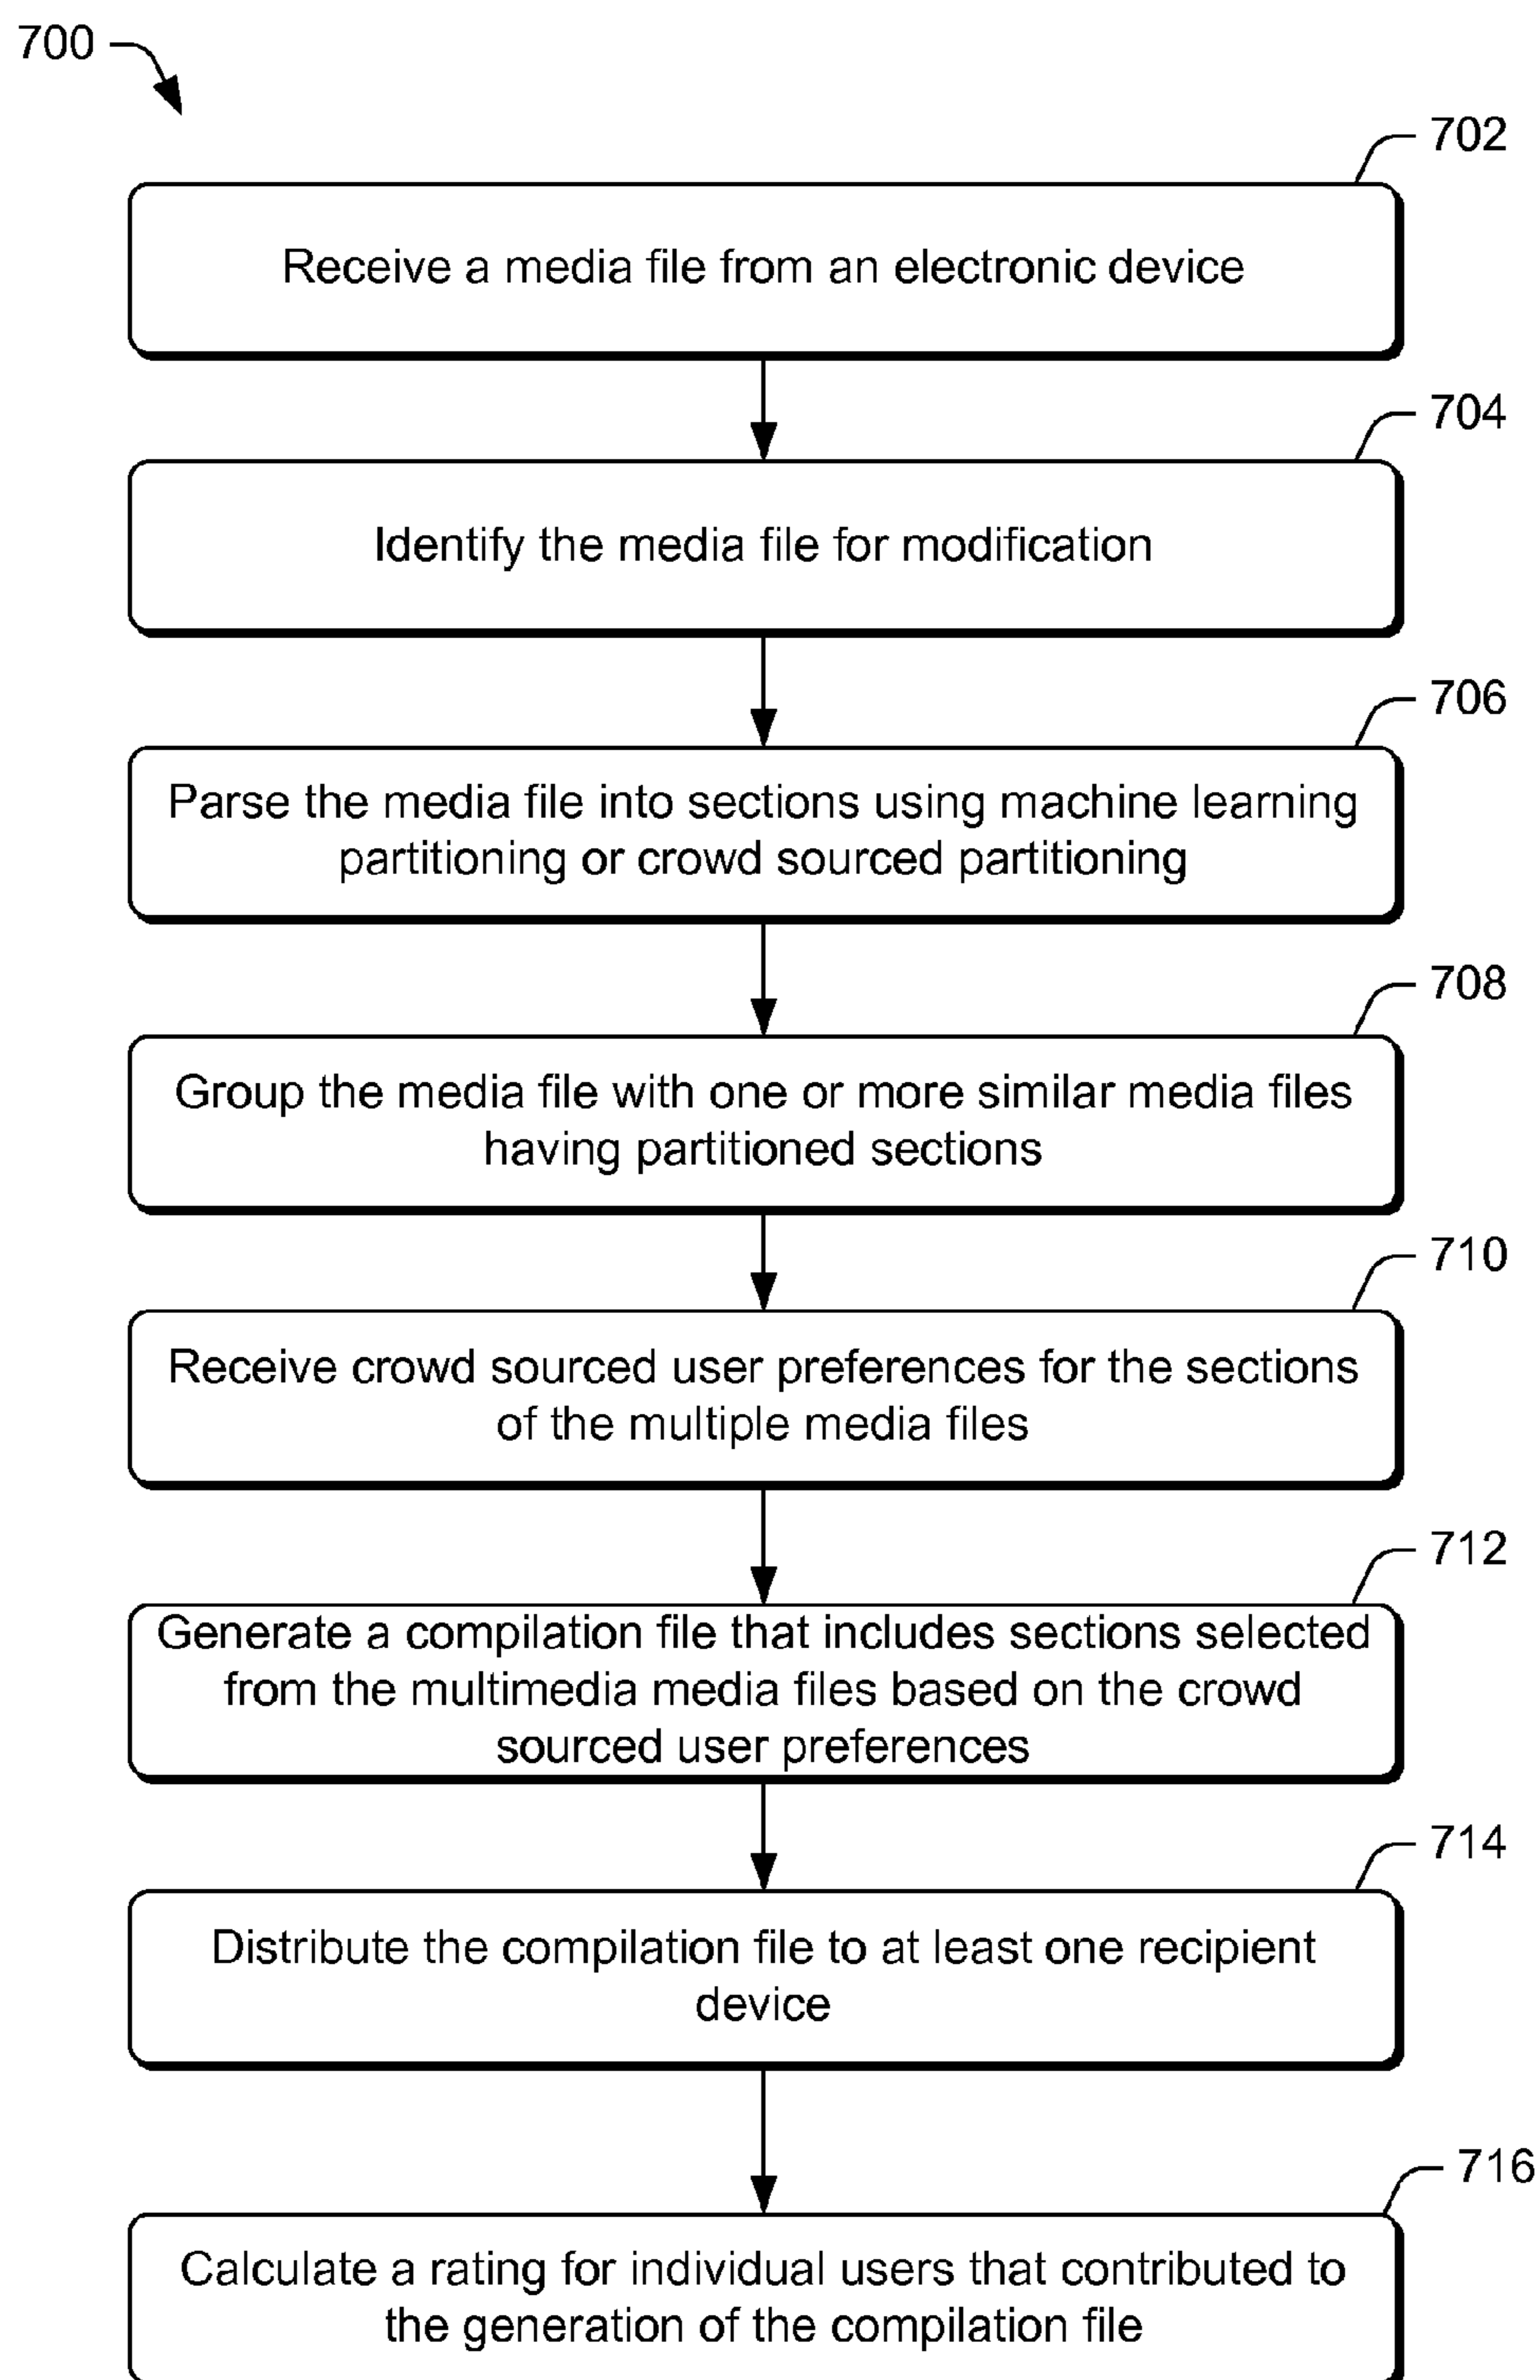 700
702
Receive a media file from an electronic device
704
Identify the media file for modification
706
Parse the media file into sections using machine learning
partitioning or crowd sourced partitioning
708
Group the media file with one or more similar media files
having partitioned sections
710
Receive crowd sourced user preferences for the sections
of the multiple media files
712
Generate a compilation file that includes sections selected
from the multimedia media files based on the crowd
sourced user preferences
714
Distribute the compilation file to at least one recipient
device
716
Calculate a rating for individual users that contributed to
the generation of the compilation file